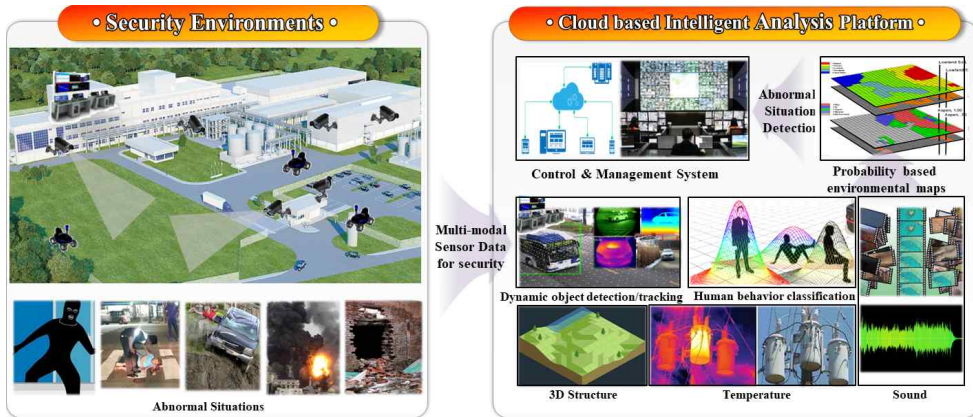 • Security Environments •
• Cloud based Intelligent Analysis Platform •
Abnormal
Situation
Detection
Control & Management System
Probability based
environmental maps
Multi-modal
Sensor Data
for security
Dynamic object detection/tracking
Human behavior classification
3D Structure
Temperature
Sound
Abnormal Situations